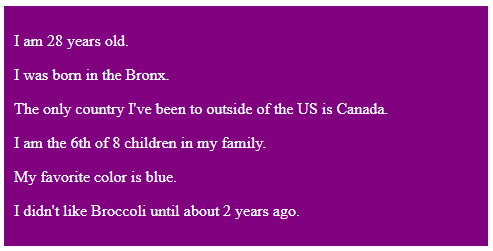 I am 28 years old.
I was born in the Bronx.
The only country I've been to outside of the US is Canada.
I am the 6th of 8 children in my family.
My favorite color is blue.
I didn't like Broccoli until about 2 years ago.